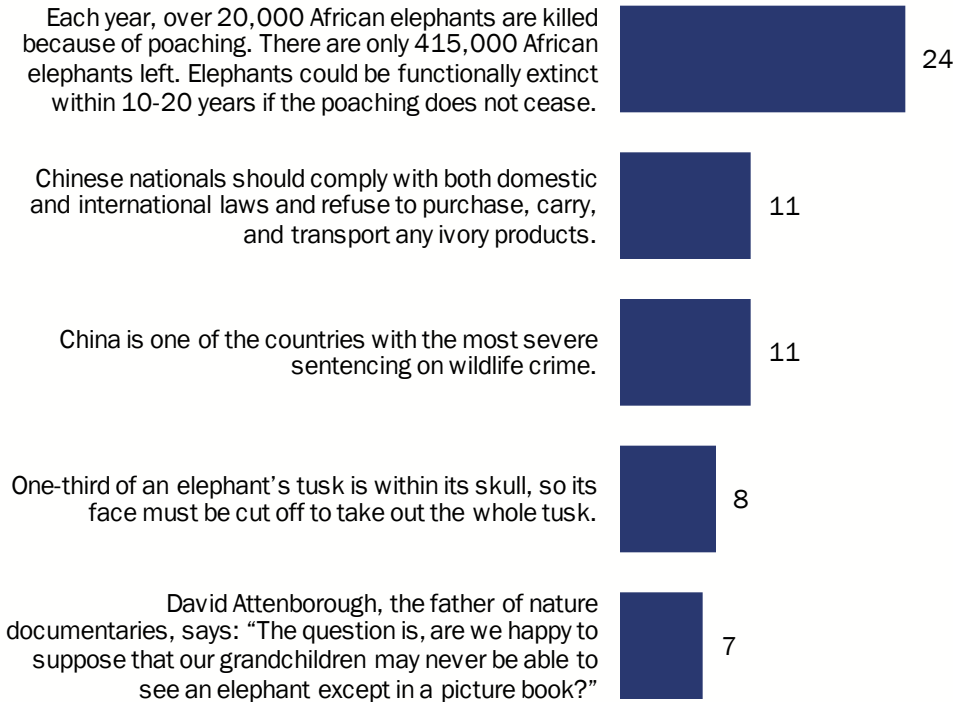 Each year, over 20,000 African elephants are killed
because of poaching. There are only 415,000 African
elephants left. Elephants could be functionally extinct
within 10-20 years if the poaching does not cease.
24
Chinese nationals should comply with both domestic
and international laws and refuse to purchase, carry,
and transport any ivory products.
11
China is one of the countries with the most severe
sentencing on wildlife crime.
11
One-third of an elephant’s tusk is within its skull, so its
face must be cut off to take out the whole tusk.
8
David Attenborough, the father of nature
documentaries, says: “The question is, are we happy to
suppose that our grandchildren may never be able to
see an elephant except in a picture book?”
7